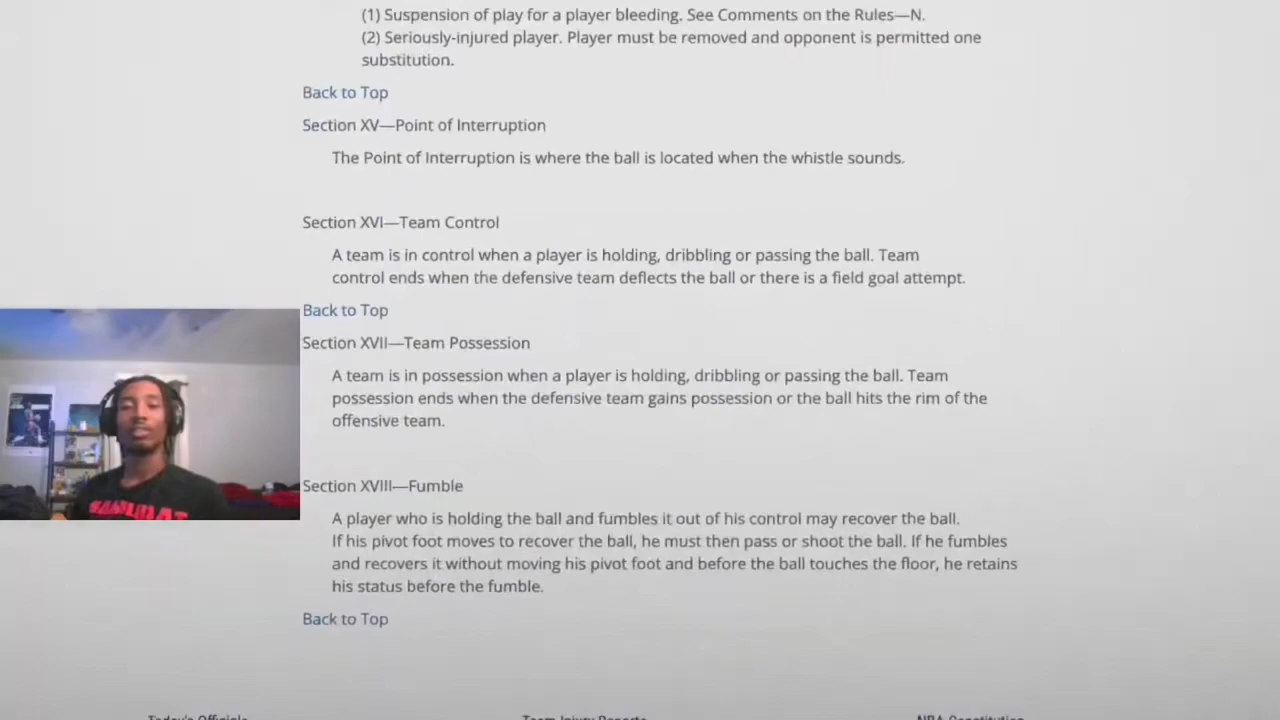 (1) Suspension of play for a player bleeding. See Comments on the Rules—N.
(2) Seriously-injured player. Player must be removed and opponent is permitted one
substitution.
Back to Top
Section XV—Point of Interruption
The Point of Interruption is where the ball is located when the whistle sounds.
Section XVI—Team Control
A team is in control when a player is holding, dribbling or passing the ball. Team
control ends when the defensive team deflects the ball or there is a field goal attempt.
Back to Top
Section XVII—Team Possession
A team is in possession when a player is holding, dribbling or passing the ball. Team
possession ends when the defensive team gains possession or the ball hits the rim of the
offensive team.
Section XVIII—Fumble
A player who is holding the ball and fumbles it out of his control may recover the ball.
If his pivot foot moves to recover the ball, he must then pass or shoot the ball. If he fumbles
and recovers it without moving his pivot foot and before the ball touches the floor, he retains
his status before the fumble.
Back to Top
Today's Officials
Team Injury Reports
NBA Constitution